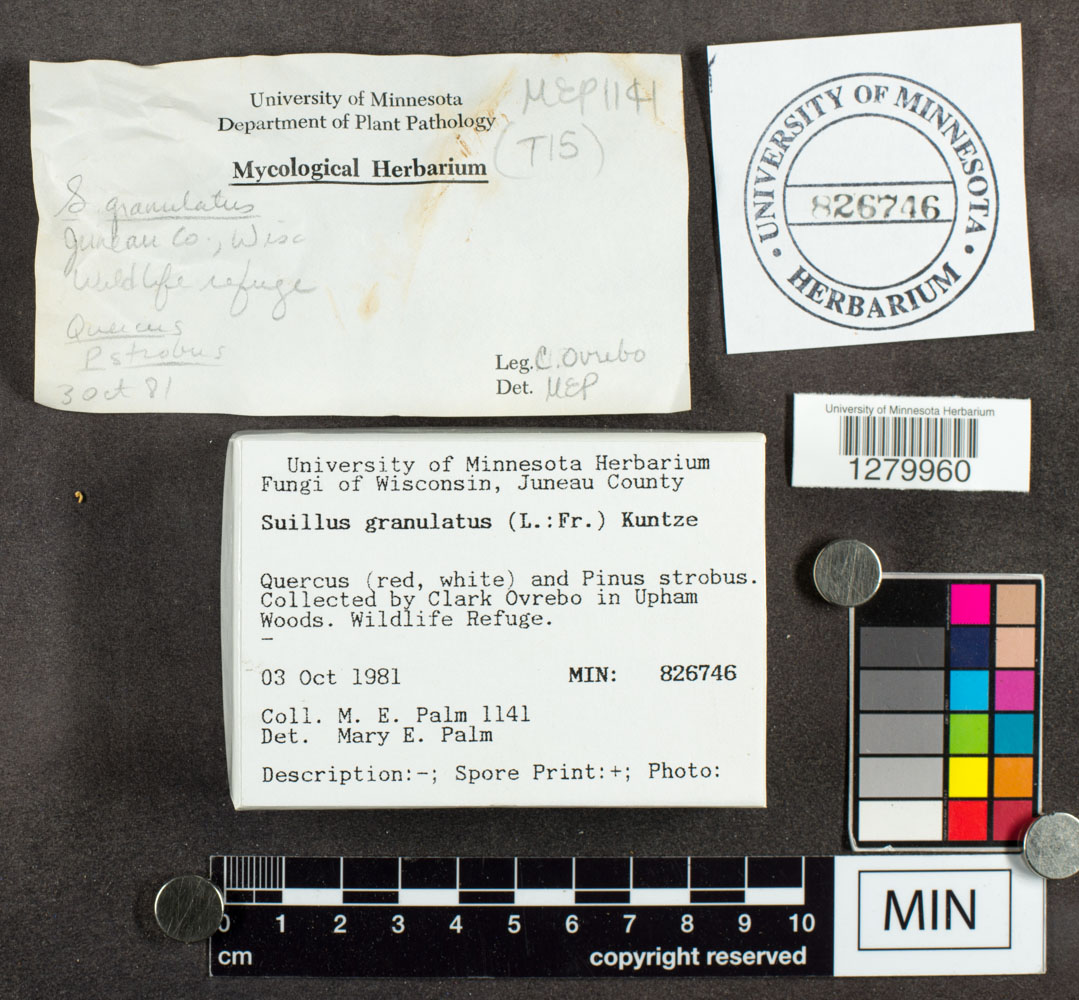 University of Minnesota
Department of Plant Pathology
Mycological Herbarium
MEP1141
(T15)
S. granulatus
Juneau Co., Wisc
Wildlife refuge
Quercus
P strobus
3 Oct 81
Leg. C. Ovrebo
Det. MEP
UNIVERSITY OF MINNESOTA
826746
HERBARIUM
University of Minnesota Herbarium
1279960
University of Minnesota Herbarium
Fungi of Wisconsin, Juneau County
Suillus granulatus (L.:Fr.) Kuntze
Quercus (red, white) and Pinus strobus.
Collected by Clark Ovrebo in Upham
Woods. Wildlife Refuge.
–
03 Oct 1981 MIN: 826746
Coll. M. E. Palm 1141
Det. Mary E. Palm
Description:-; Spore Print:+; Photo:
0 1 2 3 4 5 6 7 8 9 10
cm copyright reserved
MIN